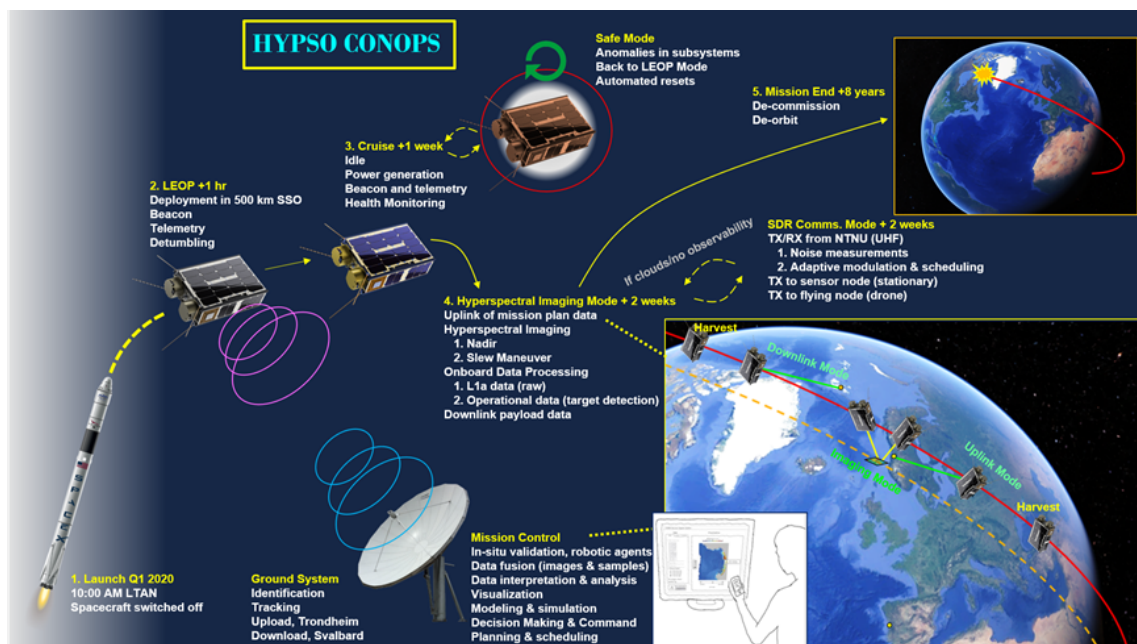 HYPSO CONOPS
Safe Mode
Anomalies in subsystems
Back to LEOP Mode
Automated resets
5. Mission End +8 years
De-commission
De-orbit
3. Cruise +1 week
Idle
Power generation
Beacon and telemetry
Health Monitoring
2. LEOP +1 hr
Deployment in 500 km SSO
Beacon
Telemetry
Detumbling
If clouds/no observability
SDR Comms. Mode + 2 weeks
TX/RX from NTNU (UHF)
1. Noise measurements
2. Adaptive modulation & scheduling
TX to sensor node (stationary)
TX to flying node (drone)
4. Hyperspectral Imaging Mode + 2 weeks
Uplink of mission plan data
Hyperspectral Imaging
1. Nadir
2. Slew Maneuver
Onboard Data Processing
1. L1a data (raw)
2. Operational data (target detection)
Downlink payload data
Harvest
Downlink Mode
Imaging Mode
Uplink Mode
Harvest
1. Launch Q1 2020
10:00 AM LTAN
Spacecraft switched off
Ground System
Identification
Tracking
Upload, Trondheim
Download, Svalbard
Mission Control
In-situ validation, robotic agents
Data fusion (images & samples)
Data interpretation & analysis
Visualization
Modeling & simulation
Decision Making & Command
Planning & scheduling